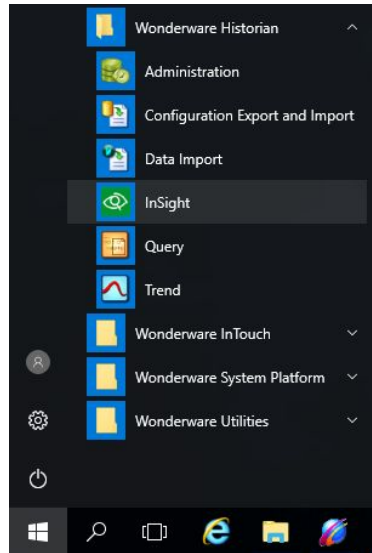 Wonderware Historian
Administration
Configuration Export and Import
Data Import
InSight
Query
Trend
Wonderware InTouch
Wonderware System Platform
Wonderware Utilities